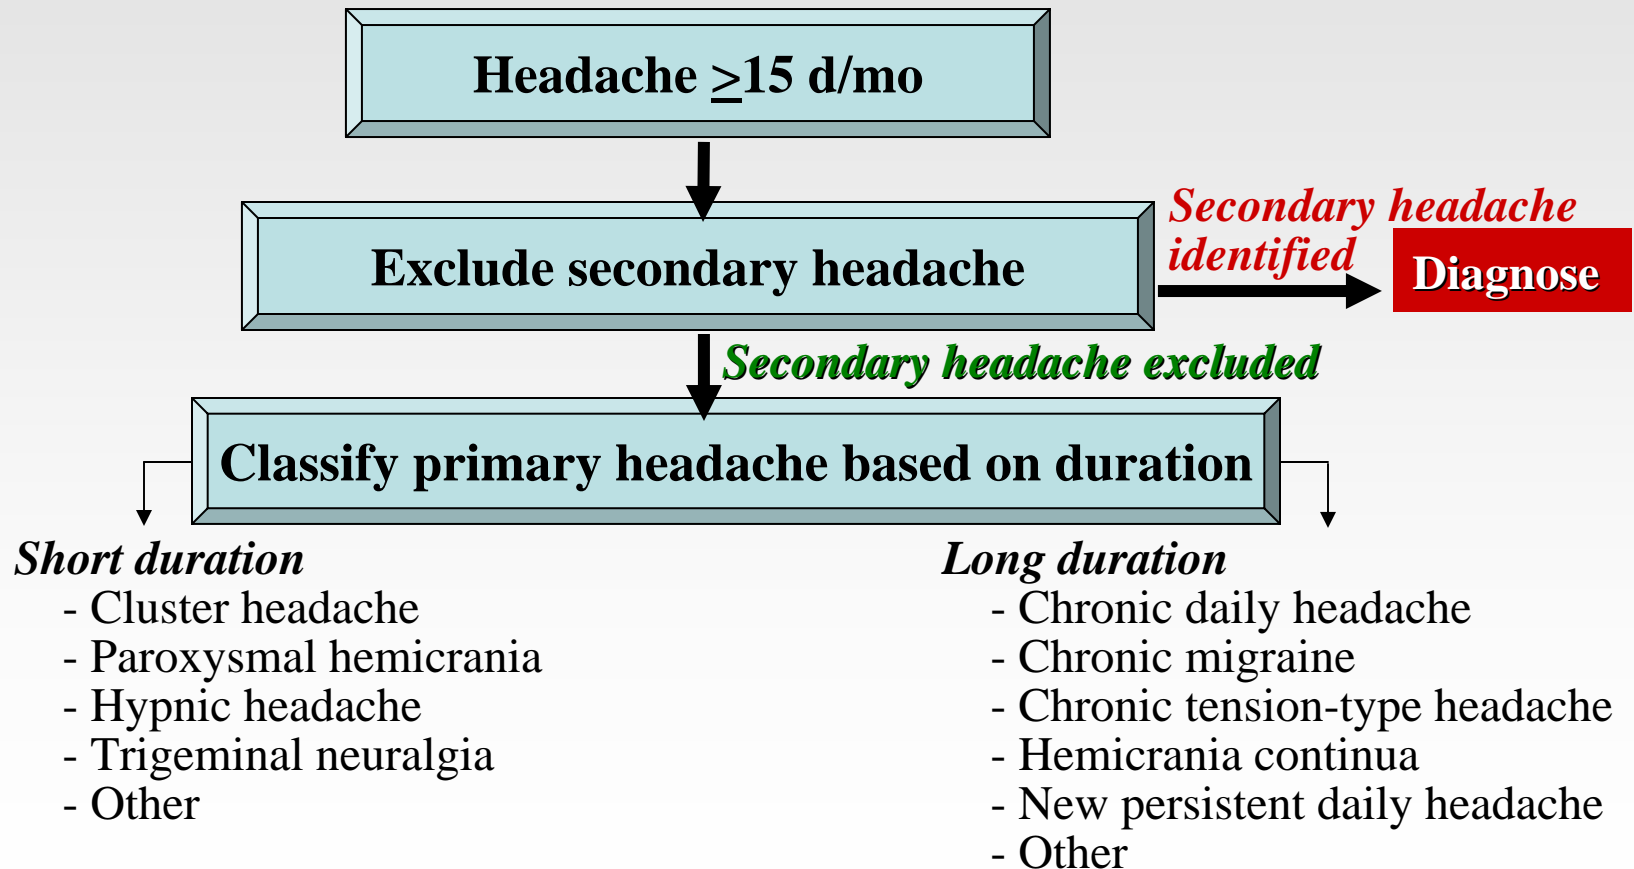 Headache ≥15 d/mo
Exclude secondary headache
Secondary headache
identified
Diagnose
Secondary headache excluded
Classify primary headache based on duration
Short duration
- Cluster headache
- Paroxysmal hemicrania
- Hypnic headache
- Trigeminal neuralgia
- Other
Long duration
- Chronic daily headache
- Chronic migraine
- Chronic tension-type headache
- Hemicrania continua
- New persistent daily headache
- Other